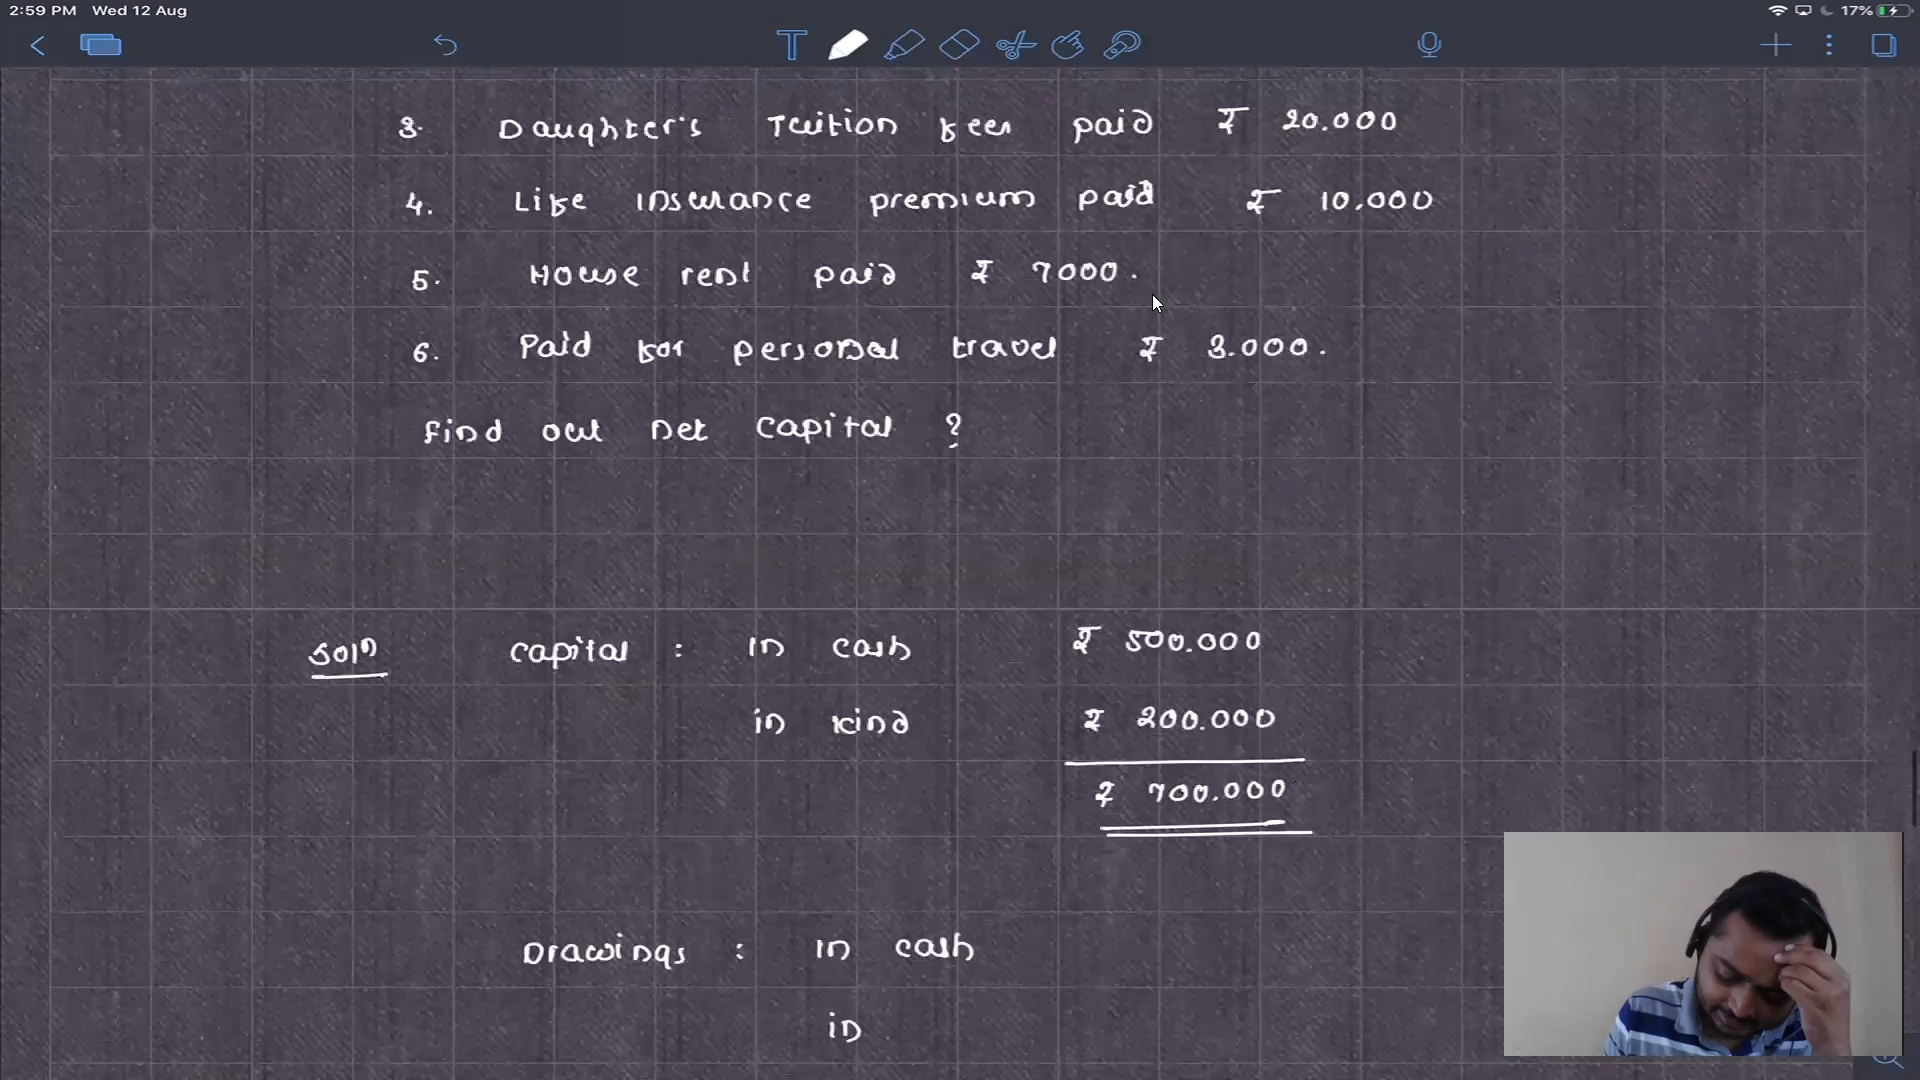 2:59 PM Wed 12 Aug 17%
T
3. Daughter's Tuition fees paid ₹ 20.000
4. Life insurance premium paid ₹ 10.000
5. House rent paid ₹ 7000.
6. Paid for personal travel ₹ 3.000.
Find out net capital ?
Soln capital : in cash ₹ 500.000
in kind ₹ 200.000
₹ 700.000
Drawings : in cash
in